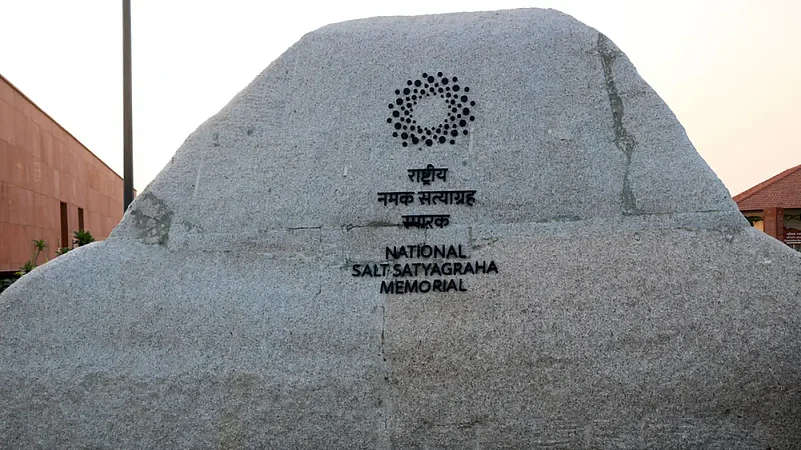 राष्ट्रीय
नमक सत्याग्रह
स्मारक
NATIONAL
SALT SATYAGRAHA
MEMORIAL